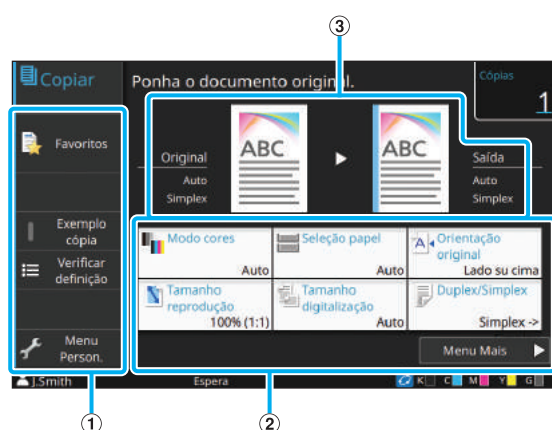 ③
Copiar
Ponha o documento original.
Cópias
1
Favoritos
Original
Auto
Simplex
ABC
ABC
Saída
Auto
Simplex
Exemplo
cópia
Verificar
definição
Menu
Person.
Modo cores
Auto
Seleção papel
Auto
Orientação
original
Lado su cima
Tamanho
reprodução
100% (1:1)
Tamanho
digitalização
Auto
Duplex/Simplex
Simplex ->
Menu Mais
J.Smith
Espera
K C M Y G
① ②